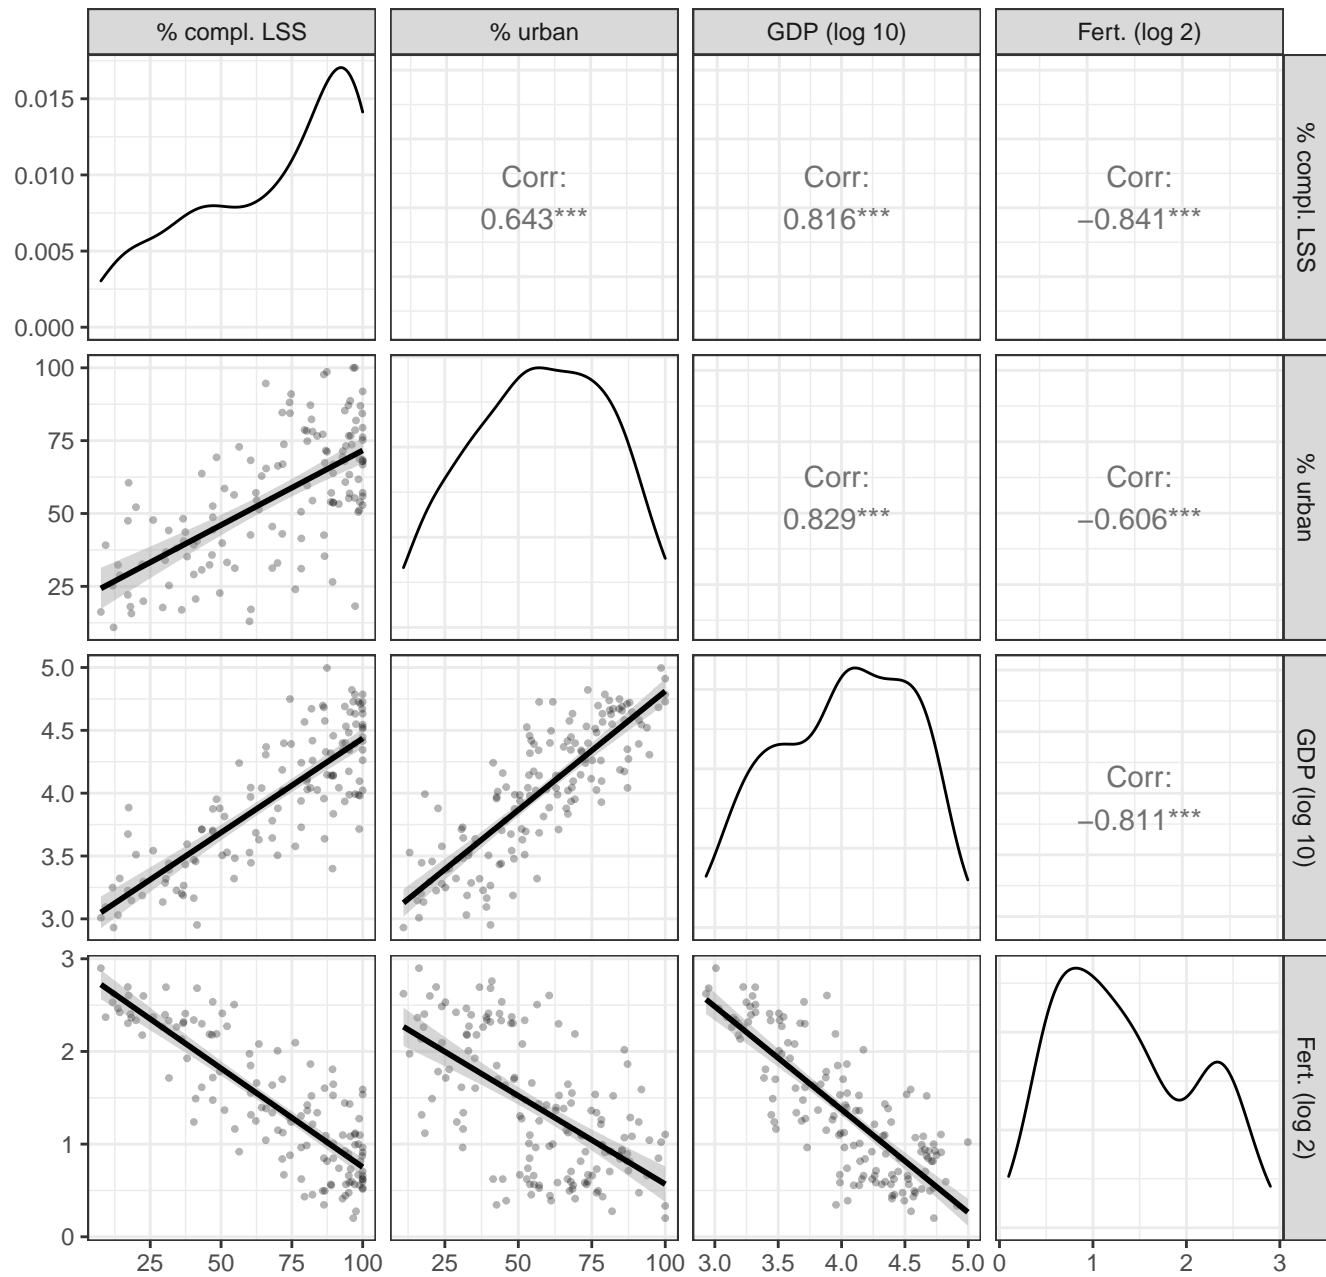 % compl. LSS
% urban
GDP (log 10)
Fert. (log 2)
0.015
0.010
0.005
0.000
Corr:
0.643***
Corr:
0.816***
Corr:
−0.841***
% compl. LSS
100
75
50
25
Corr:
0.829***
Corr:
−0.606***
% urban
5.0
4.5
4.0
3.5
3.0
Corr:
−0.811***
GDP (log 10)
3
2
1
0
Fert. (log 2)
25 50 75 100
25 50 75 100
3.0 3.5 4.0 4.5 5.0
0 1 2 3